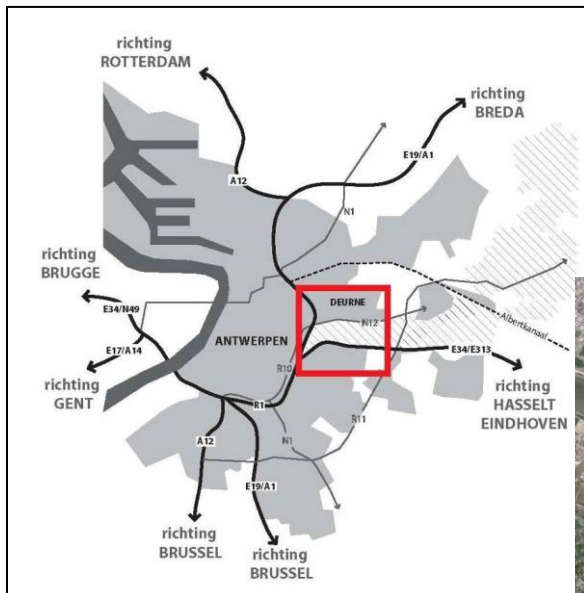 richting
ROTTERDAM
richting
BREDA
E19/A1
A12
N1
richting
BRUGGE
E34/N49
E17/A14
richting
GENT
DEURNE
N12
Albertkanaal
ANTWERPEN
E34/E313
R10
richting
HASSELT
EINDHOVEN
R1
R11
A12
N1
E19/A1
richting
BRUSSEL
richting
BRUSSEL